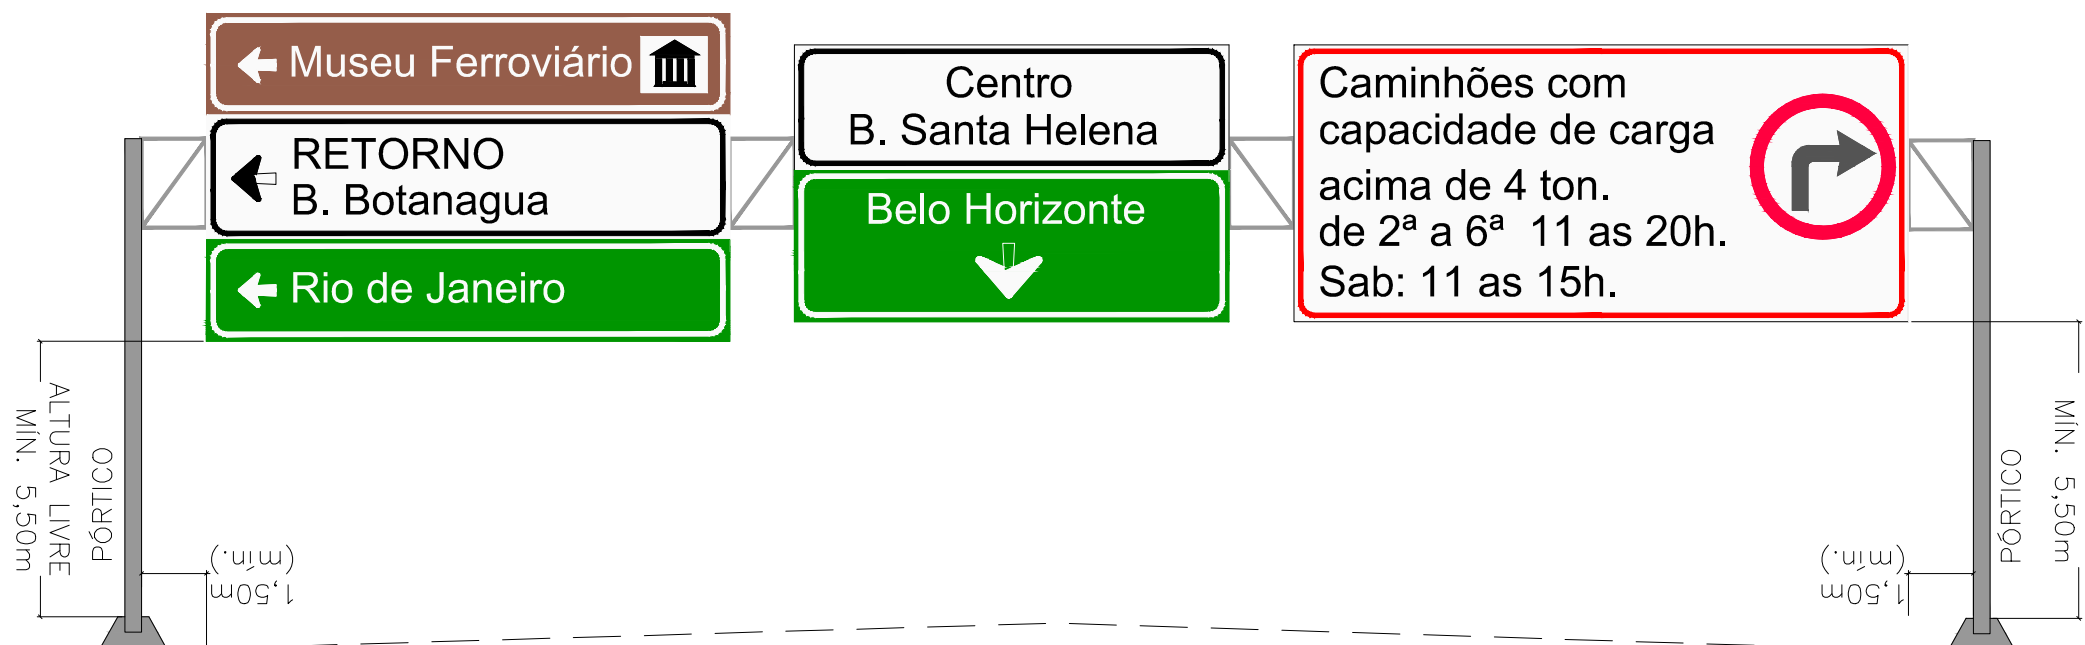 Museu Ferroviário
RETORNO
B. Botanagua
Rio de Janeiro
Centro
B. Santa Helena
Belo Horizonte
Caminhões com
capacidade de carga
acima de 4 ton.
de 2ª a 6ª 11 as 20h.
Sab: 11 as 15h.
ALTURA LIVRE
MÍN. 5,50m
PÓRTICO
1,50m
(mín.)
1,50m
(mín.)
PÓRTICO
MÍN. 5,50m